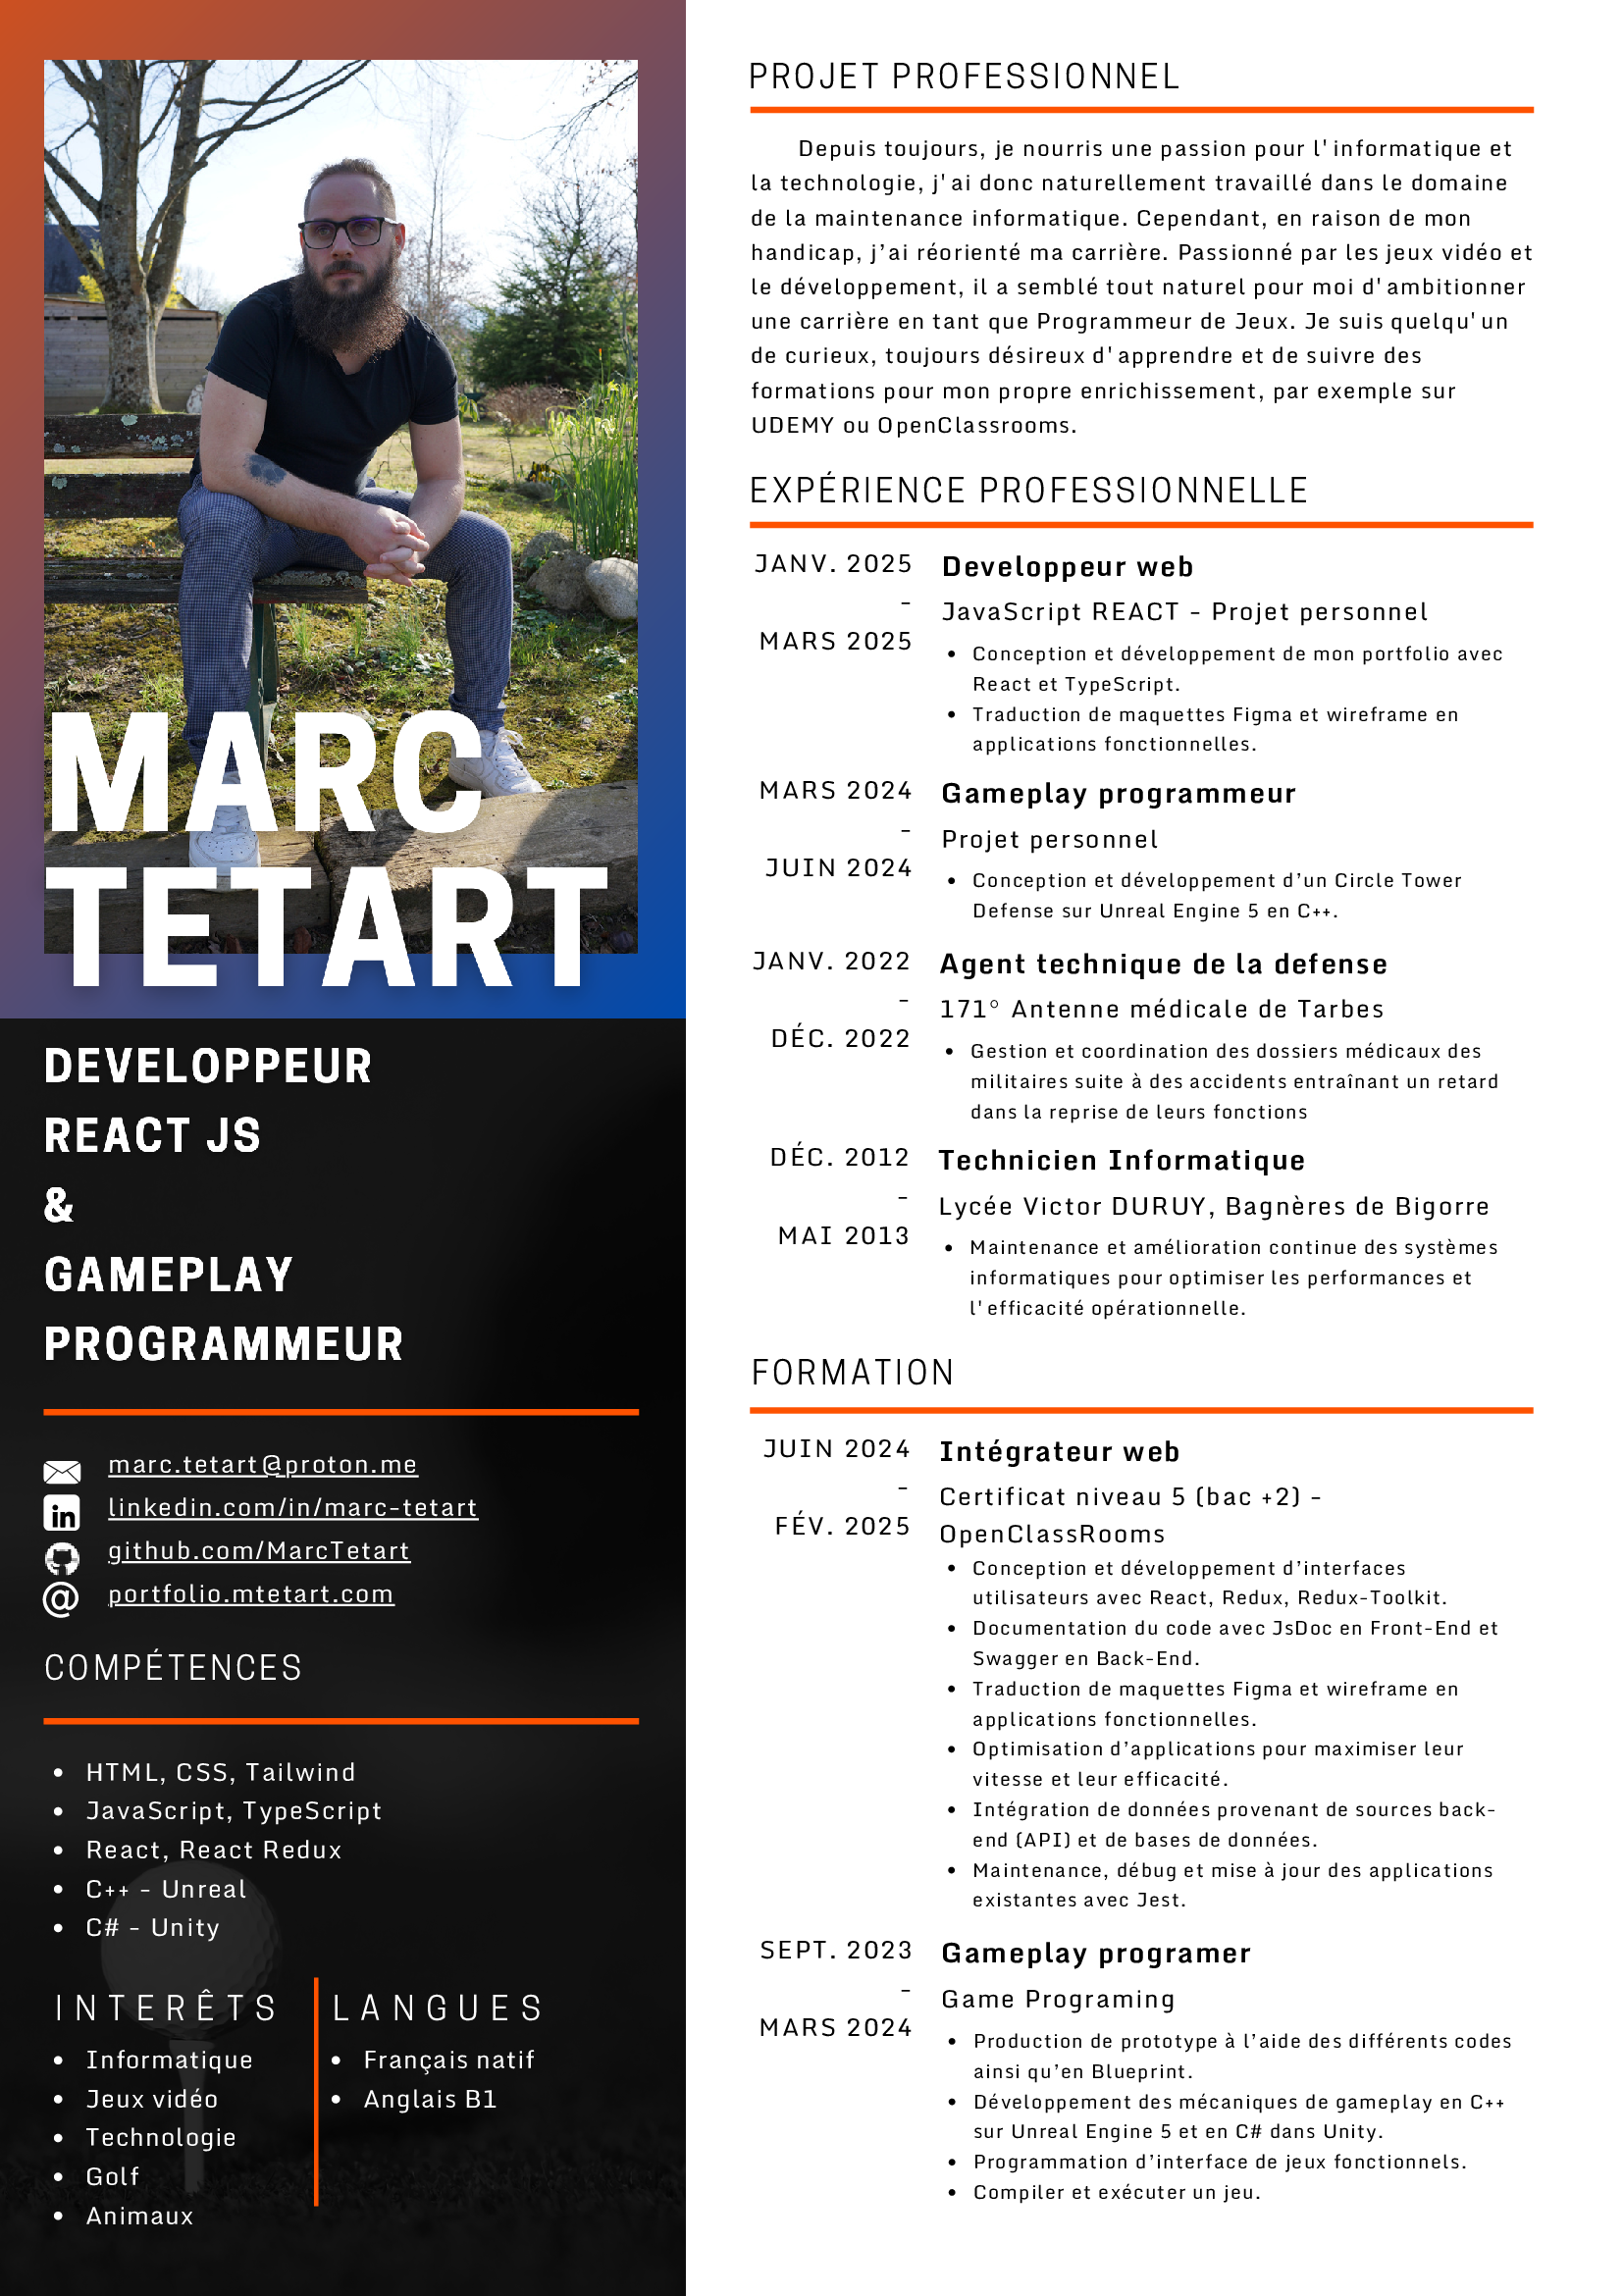 MARC
TETART
DEVELOPPEUR
REACT JS
&
GAMEPLAY
PROGRAMMEUR
marc.tetart@proton.me
linkedin.com/in/marc-tetart
github.com/MarcTetart
portfolio.mtetart.com
COMPÉTENCES
• HTML, CSS, Tailwind
• JavaScript, TypeScript
• React, React Redux
• C++ - Unreal
• C# - Unity
INTERÊTS
• Informatique
• Jeux vidéo
• Technologie
• Golf
• Animaux
LANGUES
• Français natif
• Anglais B1
PROJET PROFESSIONNEL
Depuis toujours, je nourris une passion pour l'informatique et
la technologie, j'ai donc naturellement travaillé dans le domaine
de la maintenance informatique. Cependant, en raison de mon
handicap, j’ai réorienté ma carrière. Passionné par les jeux vidéo et
le développement, il a semblé tout naturel pour moi d'ambitionner
une carrière en tant que Programmeur de Jeux. Je suis quelqu'un
de curieux, toujours désireux d'apprendre et de suivre des
formations pour mon propre enrichissement, par exemple sur
UDEMY ou OpenClassrooms.
EXPÉRIENCE PROFESSIONNELLE
JANV. 2025
-
MARS 2025
Developpeur web
JavaScript REACT - Projet personnel
• Conception et développement de mon portfolio avec
React et TypeScript.
• Traduction de maquettes Figma et wireframe en
applications fonctionnelles.
MARS 2024
-
JUIN 2024
Gameplay programmeur
Projet personnel
• Conception et développement d’un Circle Tower
Defense sur Unreal Engine 5 en C++.
JANV. 2022
-
DÉC. 2022
Agent technique de la defense
171° Antenne médicale de Tarbes
• Gestion et coordination des dossiers médicaux des
militaires suite à des accidents entraînant un retard
dans la reprise de leurs fonctions
DÉC. 2012
-
MAI 2013
Technicien Informatique
Lycée Victor DURUY, Bagnères de Bigorre
• Maintenance et amélioration continue des systèmes
informatiques pour optimiser les performances et
l'efficacité opérationnelle.
FORMATION
JUIN 2024
-
FÉV. 2025
Intégrateur web
Certificat niveau 5 (bac +2) -
OpenClassRooms
• Conception et développement d’interfaces
utilisateurs avec React, Redux, Redux-Toolkit.
• Documentation du code avec JsDoc en Front-End et
Swagger en Back-End.
• Traduction de maquettes Figma et wireframe en
applications fonctionnelles.
• Optimisation d’applications pour maximiser leur
vitesse et leur efficacité.
• Intégration de données provenant de sources back-
end (API) et de bases de données.
• Maintenance, débug et mise à jour des applications
existantes avec Jest.
SEPT. 2023
-
MARS 2024
Gameplay programer
Game Programing
• Production de prototype à l’aide des différents codes
ainsi qu’en Blueprint.
• Développement des mécaniques de gameplay en C++
sur Unreal Engine 5 et en C# dans Unity.
• Programmation d’interface de jeux fonctionnels.
• Compiler et exécuter un jeu.